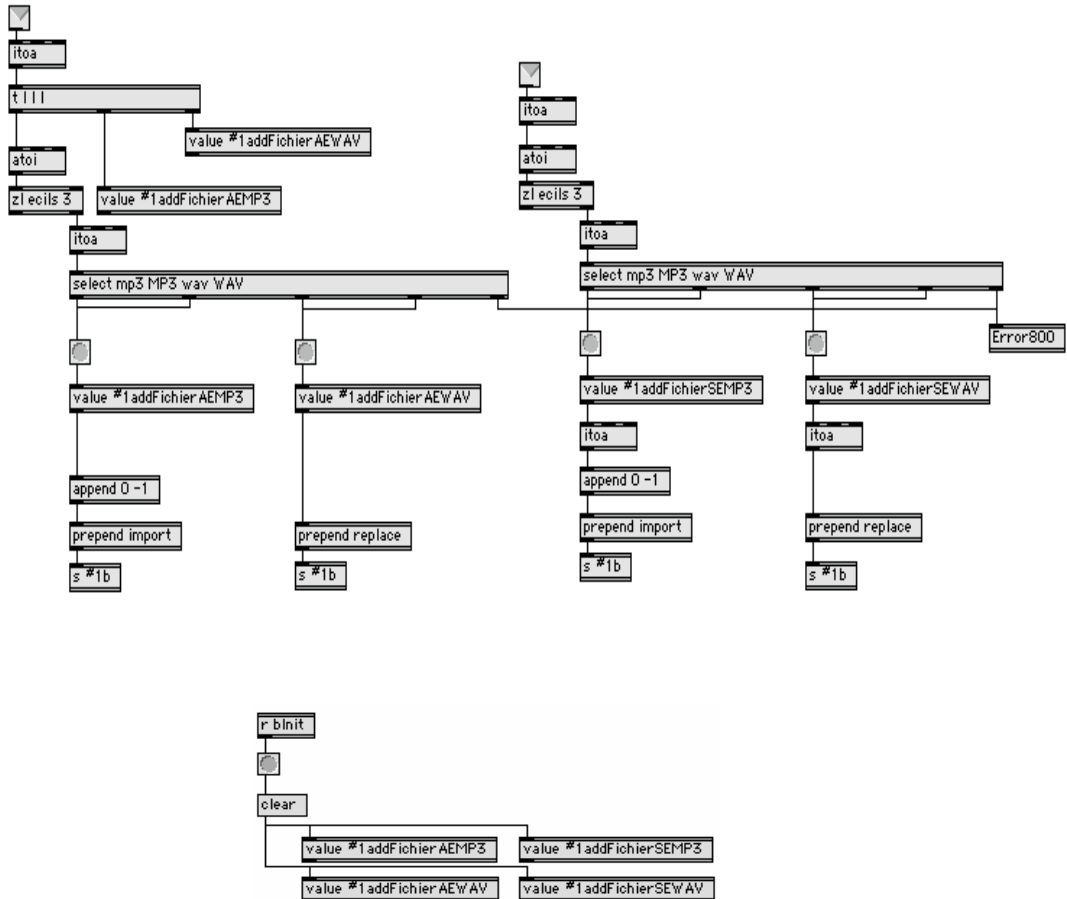 itoa
t l l l
value #1addFichierAEWAV
atoi
zl ecils 3
value #1addFichierAEMP3
itoa
select mp3 MP3 wav WAV
value #1addFichierAEMP3
value #1addFichierAEWAV
append 0 -1
prepend import
prepend replace
s #1b
s #1b
itoa
atoi
zl ecils 3
itoa
select mp3 MP3 wav WAV
Error800
value #1addFichierSEMP3
value #1addFichierSEWAV
itoa
itoa
append 0 -1
prepend import
prepend replace
s #1b
s #1b
r bInit
clear
value #1addFichierAEMP3
value #1addFichierSEMP3
value #1addFichierAEWAV
value #1addFichierSEWAV